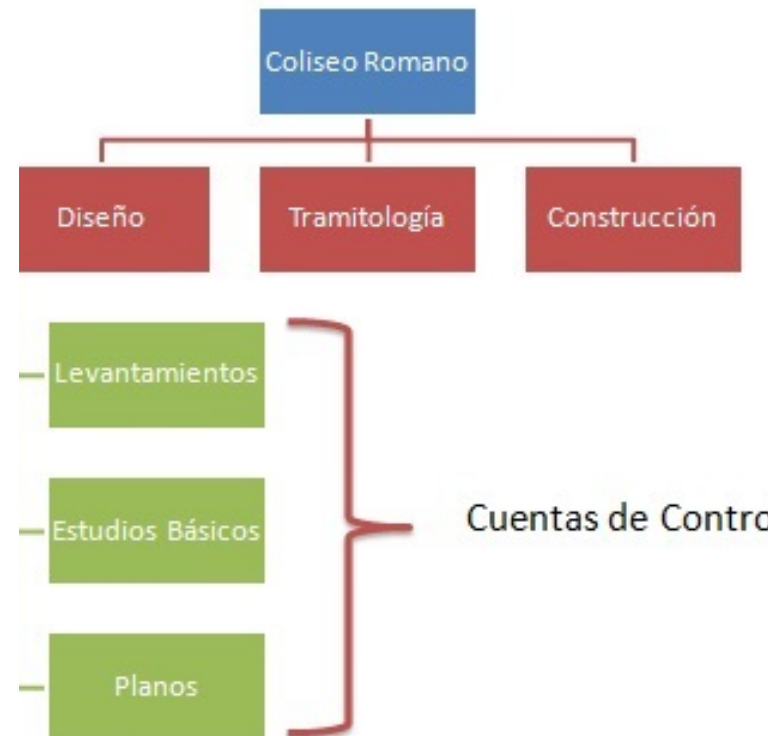 Coliseo Romano
Diseño
Tramitología
Construcción
Levantamientos
Estudios Básicos
Planos
Cuentas de Contro